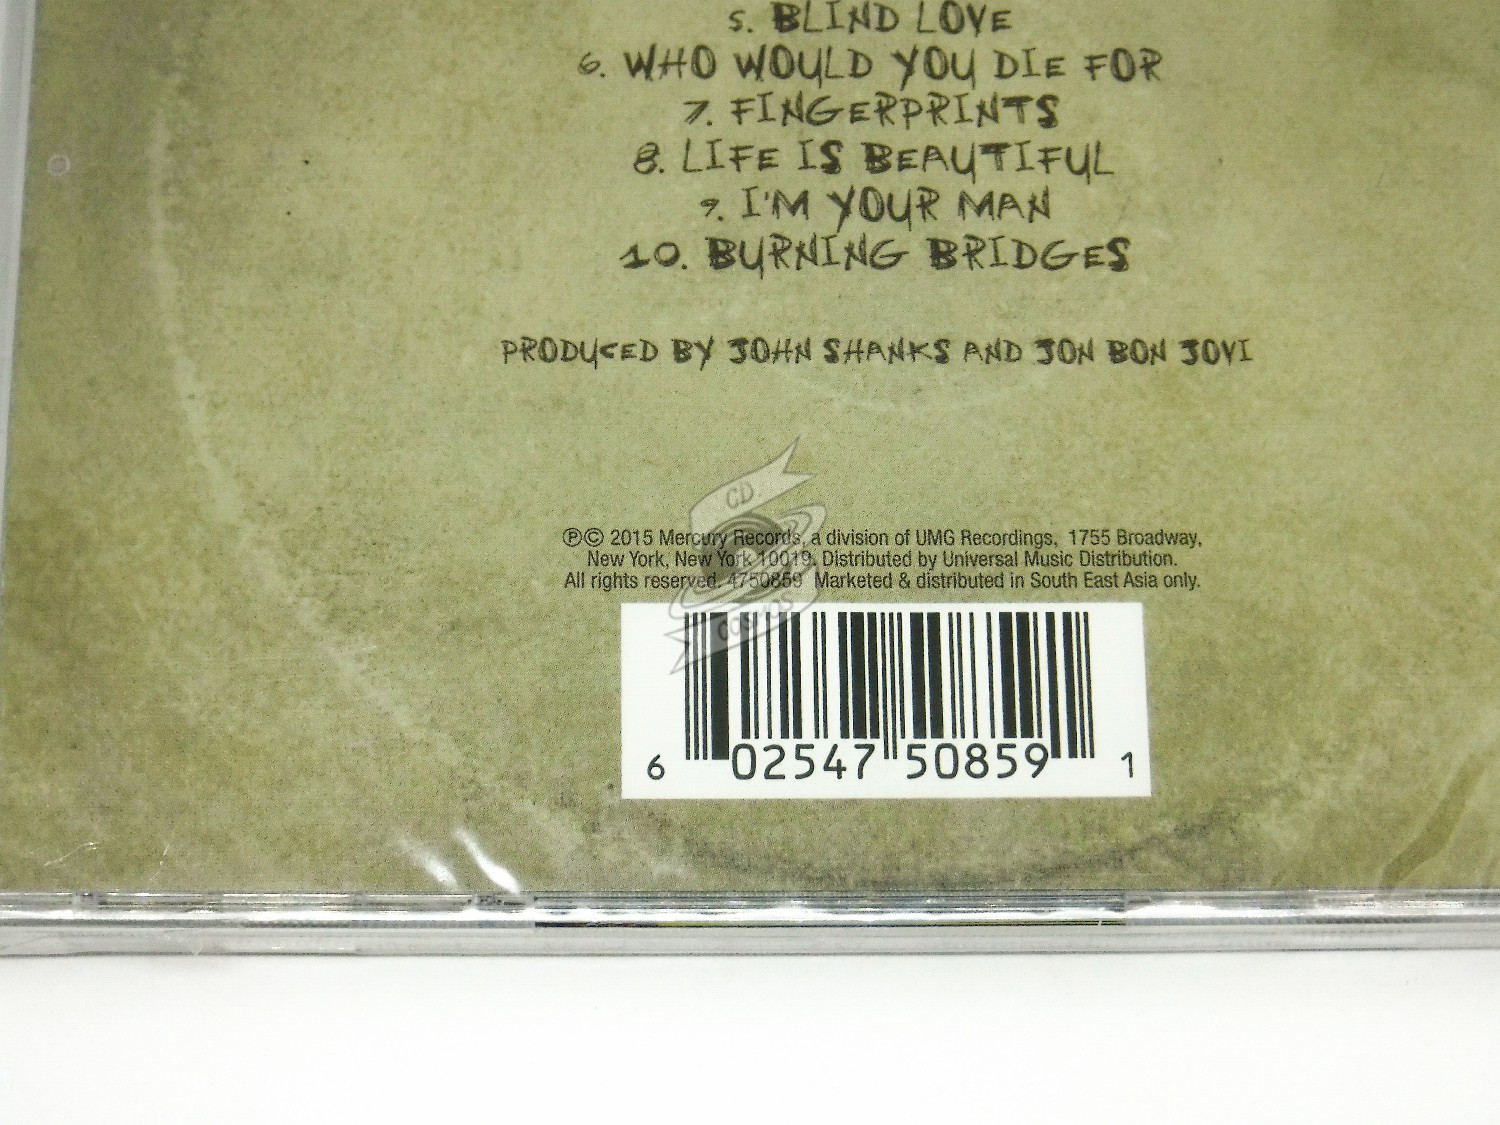 5. BLIND LOVE
6. WHO WOULD YOU DIE FOR
7. FINGERPRINTS
8. LIFE IS BEAUTIFUL
9. I'M YOUR MAN
10. BURNING BRIDGES
PRODUCED BY JOHN SHANKS AND JON BON JOVI
CD
℗© 2015 Mercury Records, a division of UMG Recordings, 1755 Broadway,
New York, New York 10019. Distributed by Universal Music Distribution.
All rights reserved. 4750859 Marketed & distributed in South East Asia only.
COSMOS
6 02547 50859 1